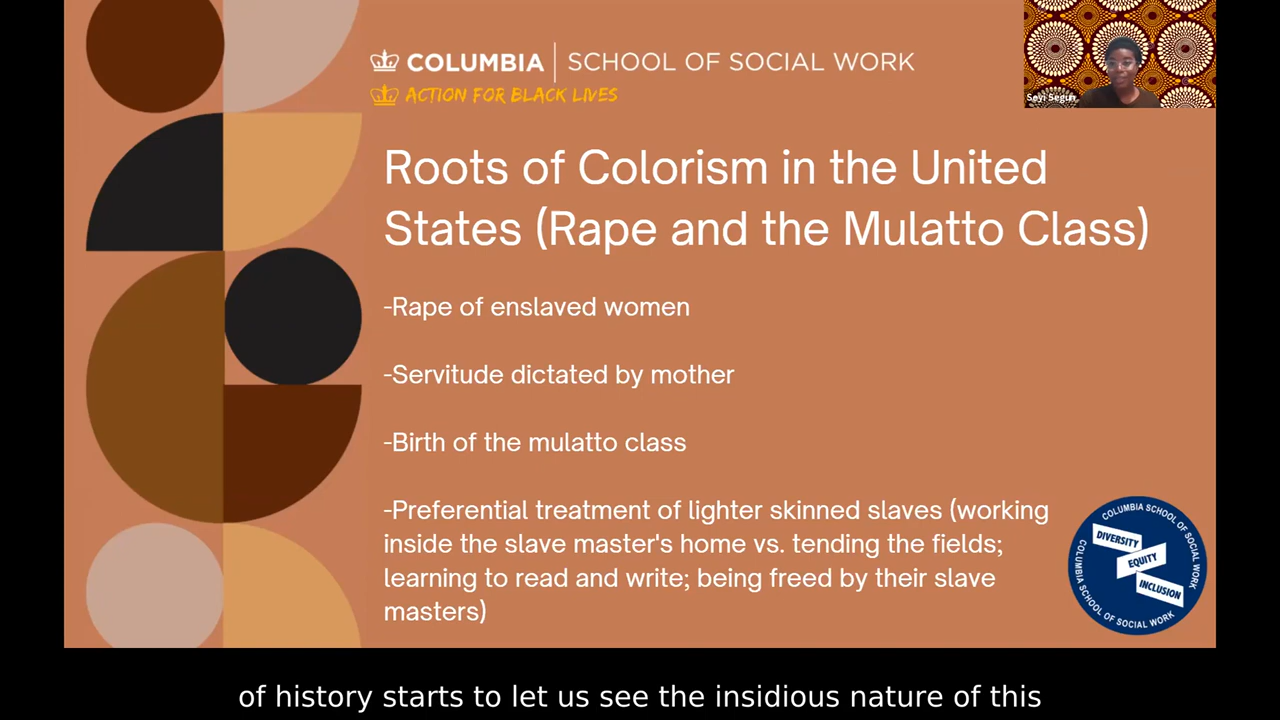 COLUMBIA | SCHOOL OF SOCIAL WORK
ACTION FOR BLACK LIVES
Seyi Segun
Roots of Colorism in the United
States (Rape and the Mulatto Class)
-Rape of enslaved women
-Servitude dictated by mother
-Birth of the mulatto class
-Preferential treatment of lighter skinned slaves (working
inside the slave master's home vs. tending the fields;
learning to read and write; being freed by their slave
masters)
COLUMBIA SCHOOL OF SOCIAL WORK
DIVERSITY
EQUITY
INCLUSION
COLUMBIA SCHOOL OF SOCIAL WORK
of history starts to let us see the insidious nature of this